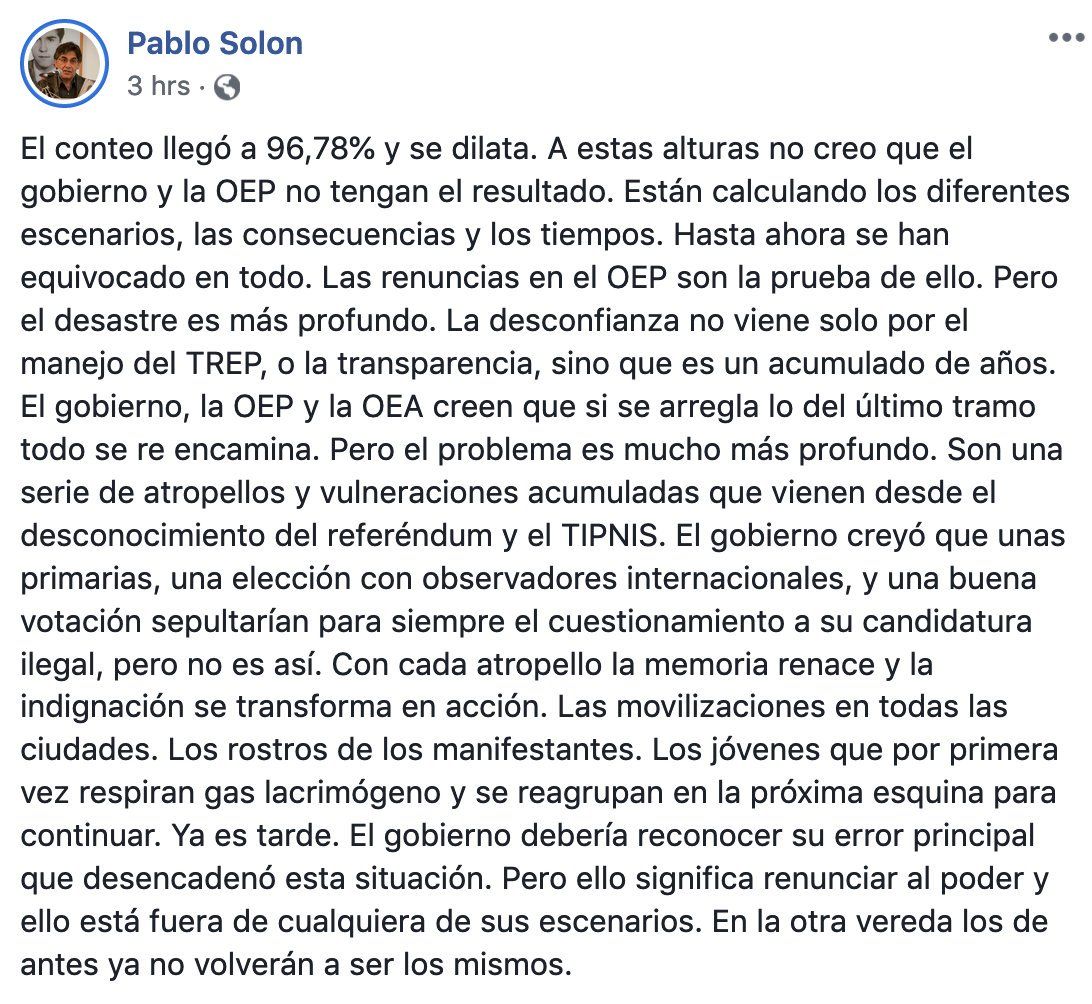 Pablo Solon
3 hrs ·
El conteo llegó a 96,78% y se dilata. A estas alturas no creo que el
gobierno y la OEP no tengan el resultado. Están calculando los diferentes
escenarios, las consecuencias y los tiempos. Hasta ahora se han
equivocado en todo. Las renuncias en el OEP son la prueba de ello. Pero
el desastre es más profundo. La desconfianza no viene solo por el
manejo del TREP, o la transparencia, sino que es un acumulado de años.
El gobierno, la OEP y la OEA creen que si se arregla lo del último tramo
todo se re encamina. Pero el problema es mucho más profundo. Son una
serie de atropellos y vulneraciones acumuladas que vienen desde el
desconocimiento del referéndum y el TIPNIS. El gobierno creyó que unas
primarias, una elección con observadores internacionales, y una buena
votación sepultarían para siempre el cuestionamiento a su candidatura
ilegal, pero no es así. Con cada atropello la memoria renace y la
indignación se transforma en acción. Las movilizaciones en todas las
ciudades. Los rostros de los manifestantes. Los jóvenes que por primera
vez respiran gas lacrimógeno y se reagrupan en la próxima esquina para
continuar. Ya es tarde. El gobierno debería reconocer su error principal
que desencadenó esta situación. Pero ello significa renunciar al poder y
ello está fuera de cualquiera de sus escenarios. En la otra vereda los de
antes ya no volverán a ser los mismos.